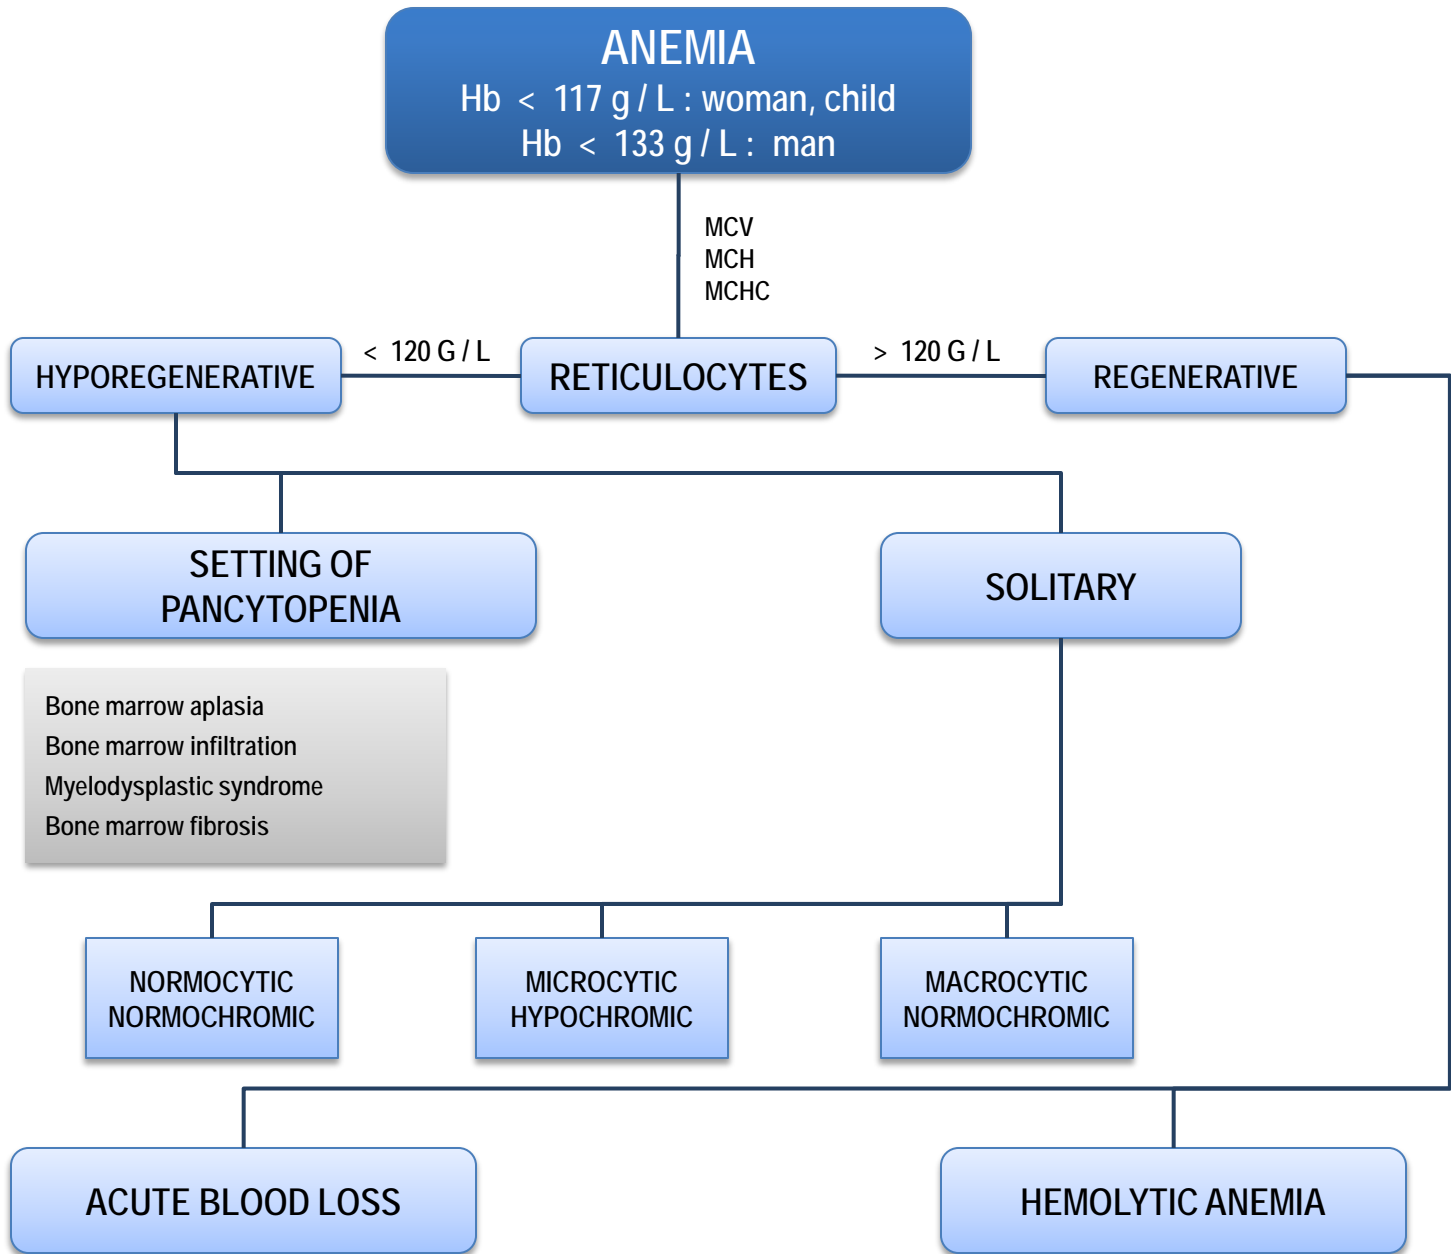 ANEMIA
Hb < 117 g / L : woman, child
Hb < 133 g / L : man
MCV
MCH
MCHC
HYPOREGENERATIVE
< 120 G / L
RETICULOCYTES
> 120 G / L
REGENERATIVE
SETTING OF
PANCYTOPENIA
SOLITARY
Bone marrow aplasia
Bone marrow infiltration
Myelodysplastic syndrome
Bone marrow fibrosis
NORMOCYTIC
NORMOCHROMIC
MICROCYTIC
HYPOCHROMIC
MACROCYTIC
NORMOCHROMIC
ACUTE BLOOD LOSS
HEMOLYTIC ANEMIA